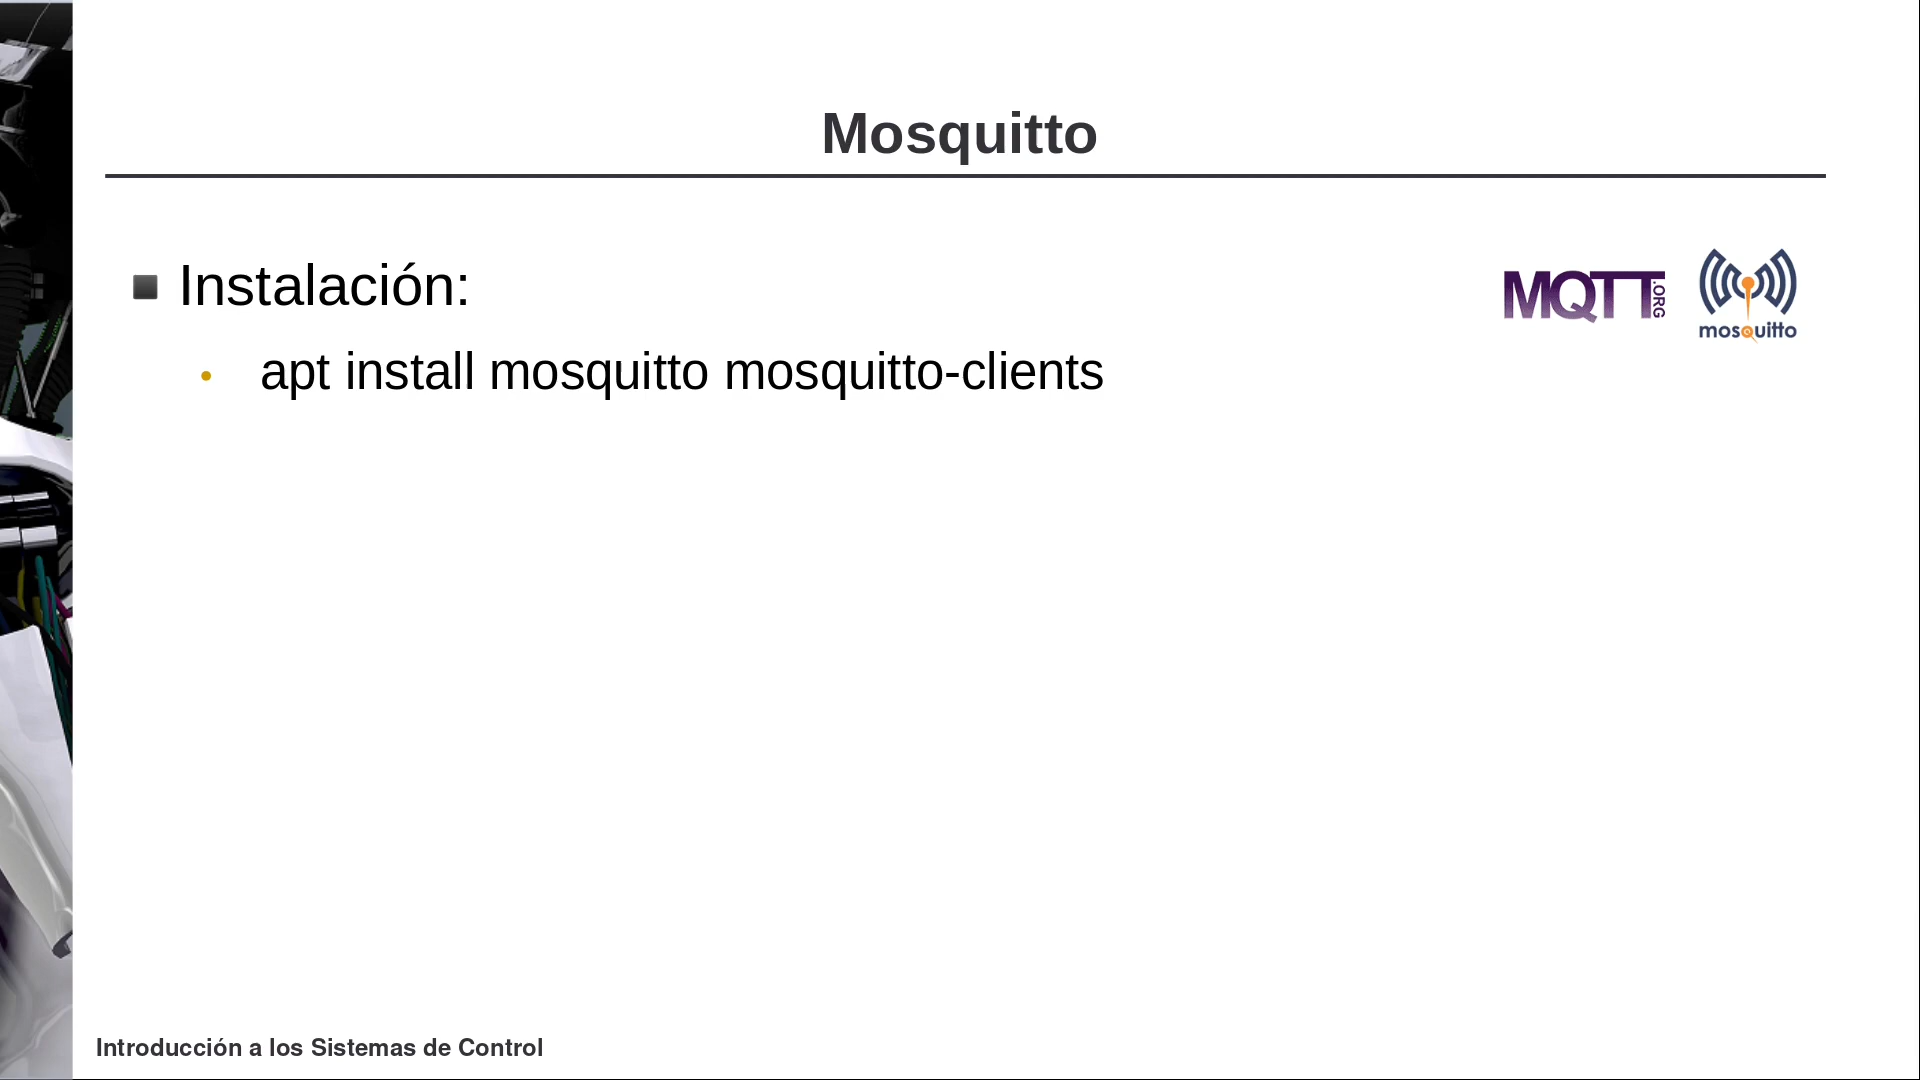 Mosquitto
Instalación:
MQTT.ORG
mosquitto
apt install mosquitto mosquitto-clients
Introducción a los Sistemas de Control